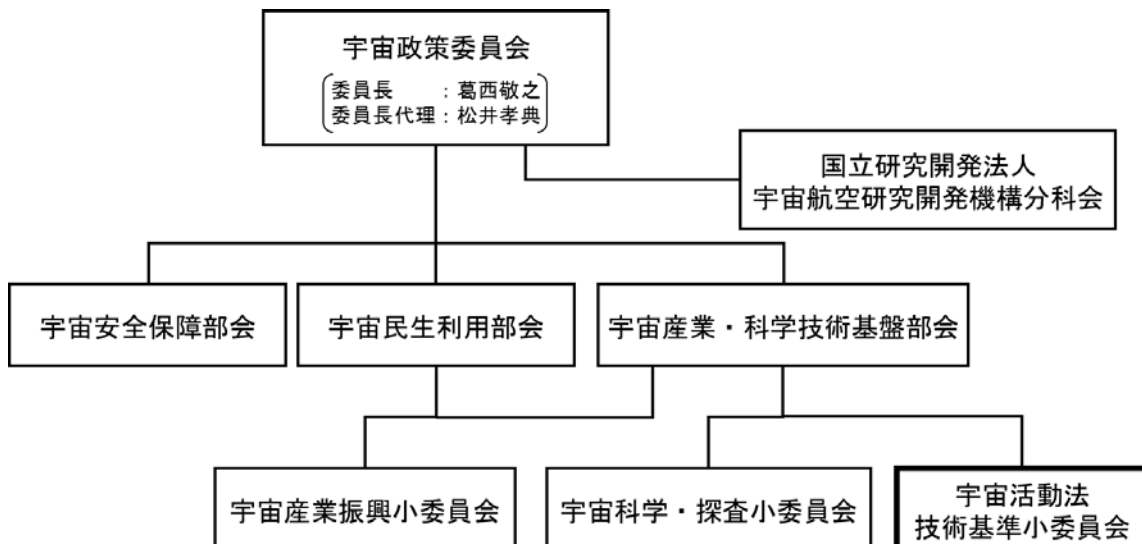 宇宙政策委員会
委員長　　：葛西敬之
委員長代理：松井孝典
国立研究開発法人
宇宙航空研究開発機構分科会
宇宙安全保障部会
宇宙民生利用部会
宇宙産業・科学技術基盤部会
宇宙産業振興小委員会
宇宙科学・探査小委員会
宇宙活動法
技術基準小委員会